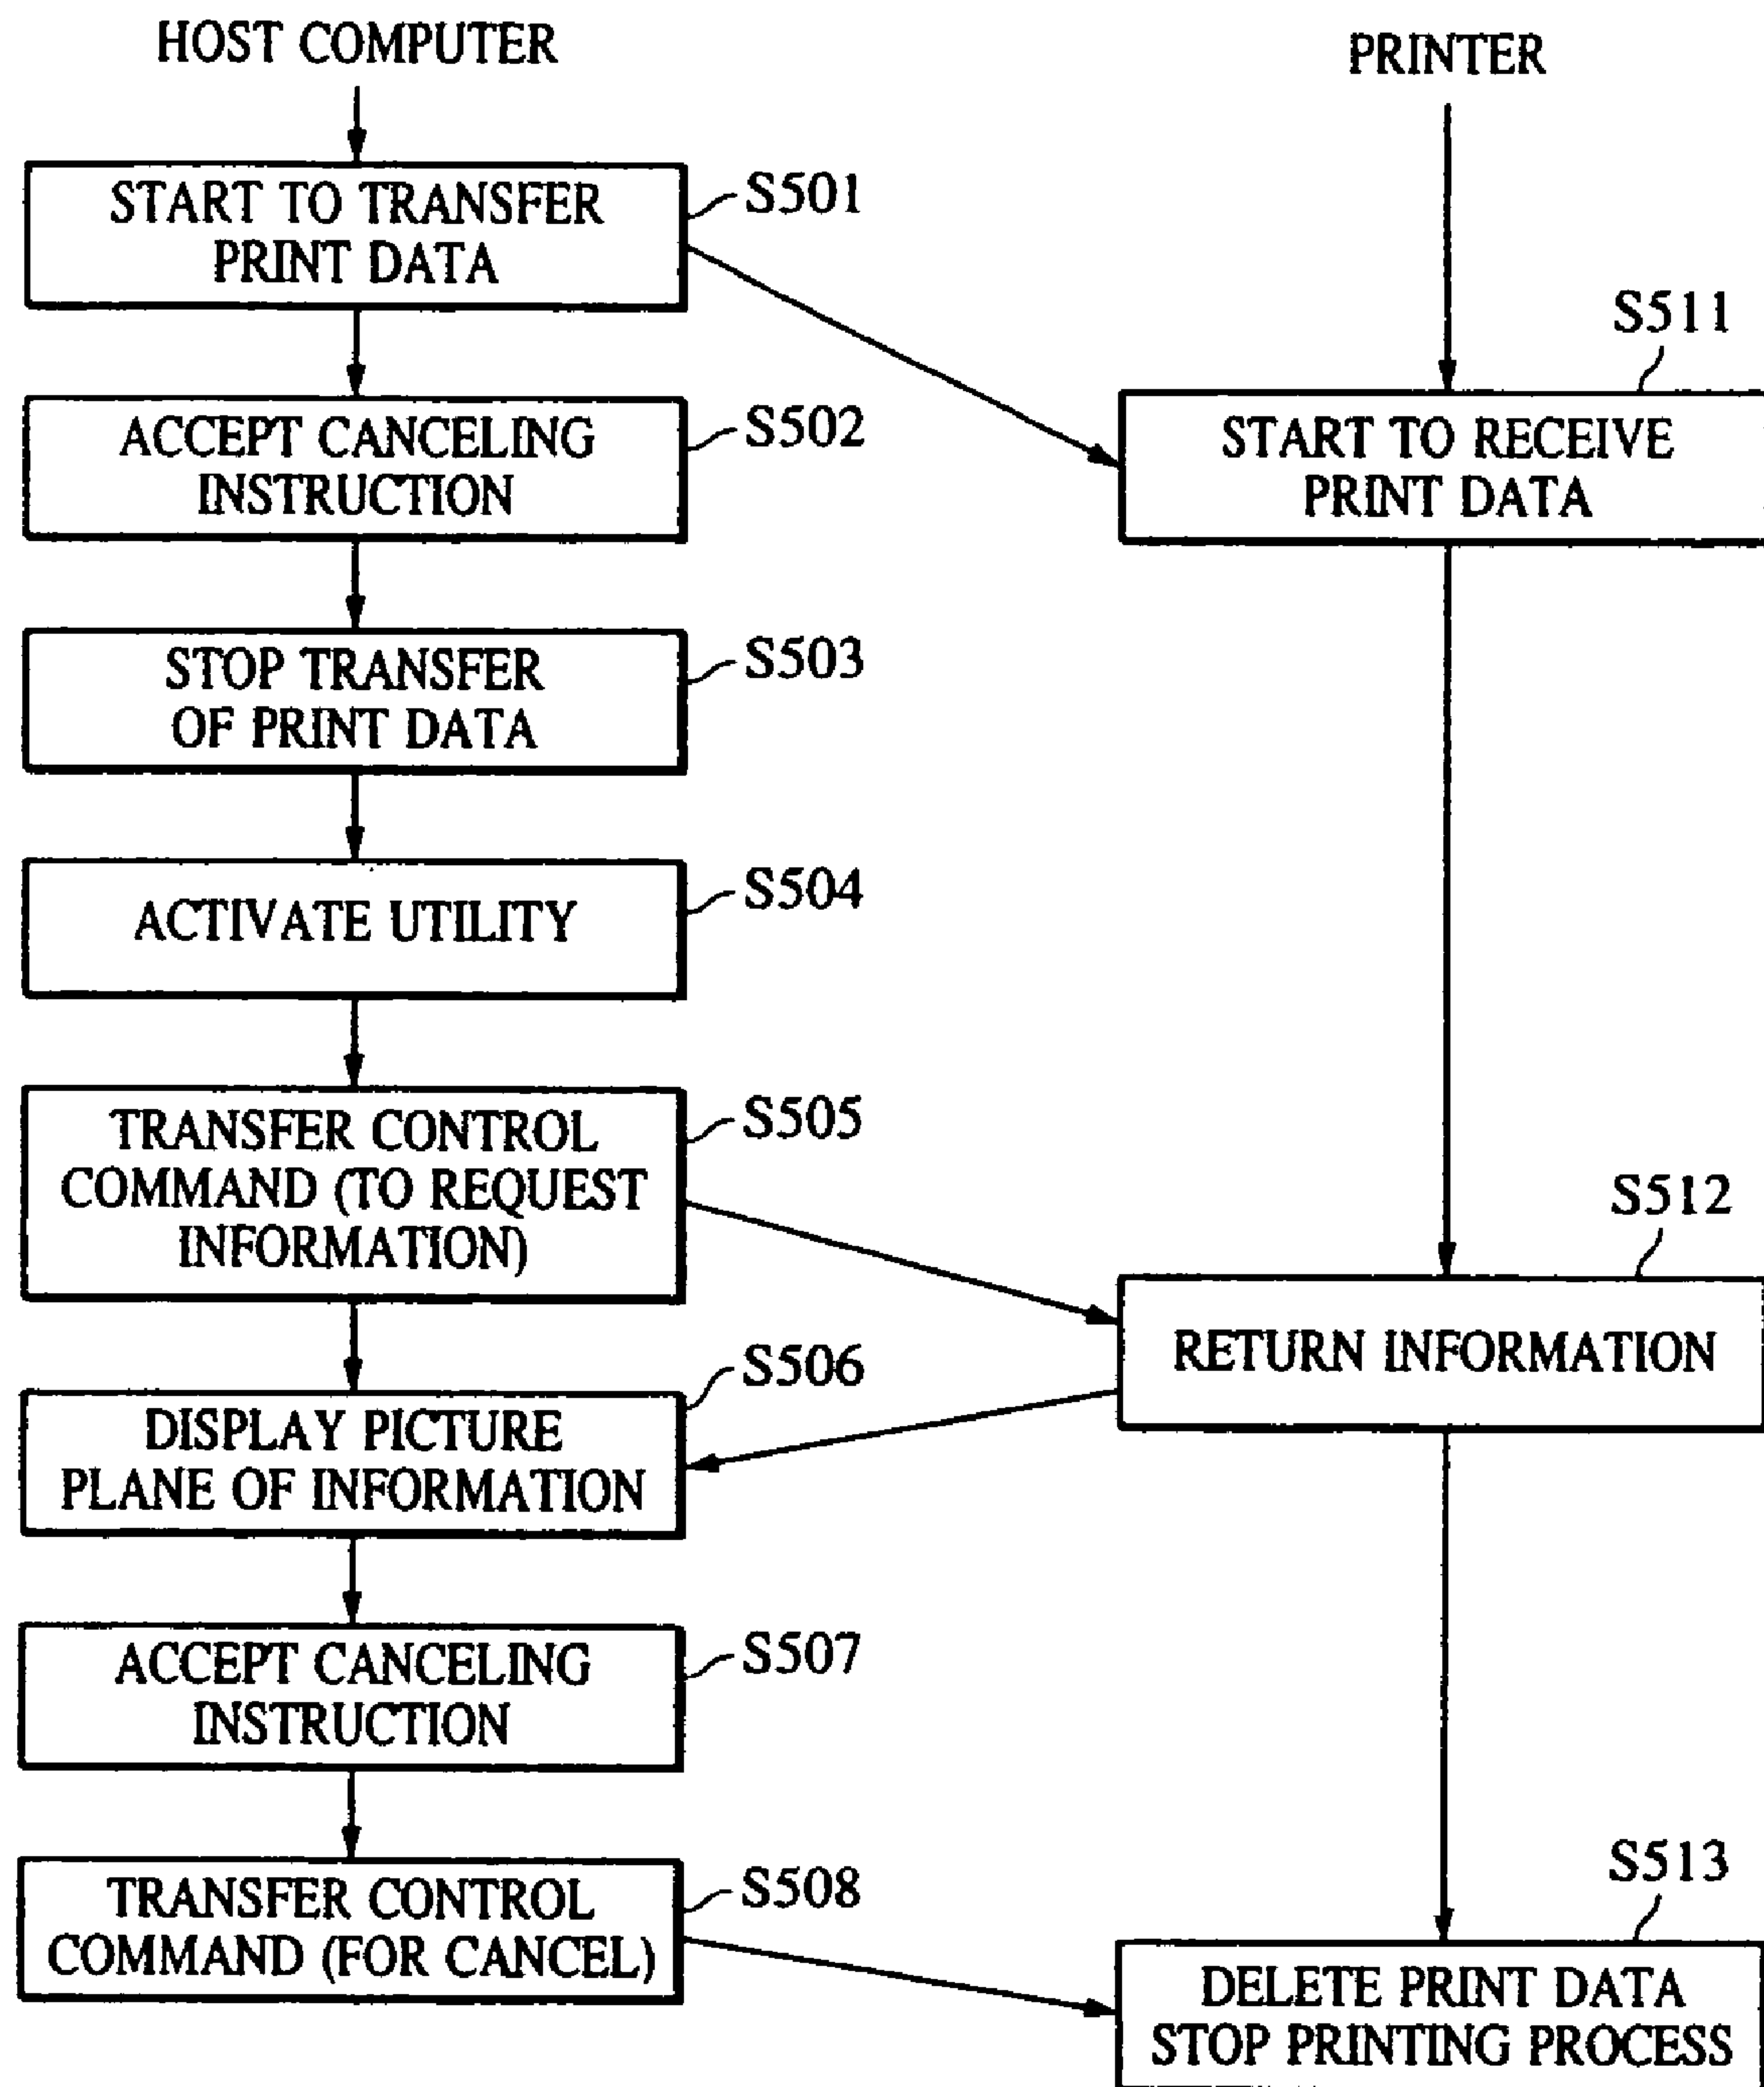 HOST COMPUTER
PRINTER
START TO TRANSFER
PRINT DATA
S501
S511
START TO RECEIVE
PRINT DATA
ACCEPT CANCELING
INSTRUCTION
S502
STOP TRANSFER
OF PRINT DATA
S503
ACTIVATE UTILITY
S504
TRANSFER CONTROL
COMMAND (TO REQUEST
INFORMATION)
S505
S512
RETURN INFORMATION
DISPLAY PICTURE
PLANE OF INFORMATION
S506
ACCEPT CANCELING
INSTRUCTION
S507
TRANSFER CONTROL
COMMAND (FOR CANCEL)
S508
S513
DELETE PRINT DATA
STOP PRINTING PROCESS